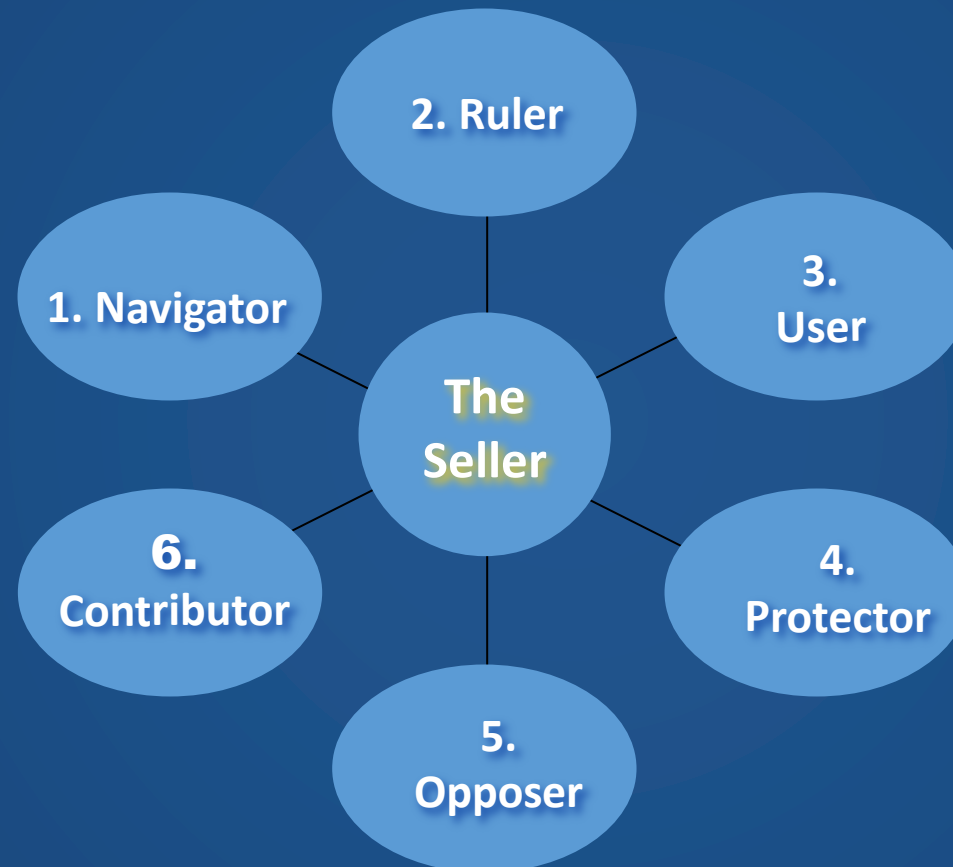 2. Ruler
1. Navigator
3.
User
The
Seller
6.
Contributor
4.
Protector
5.
Opposer